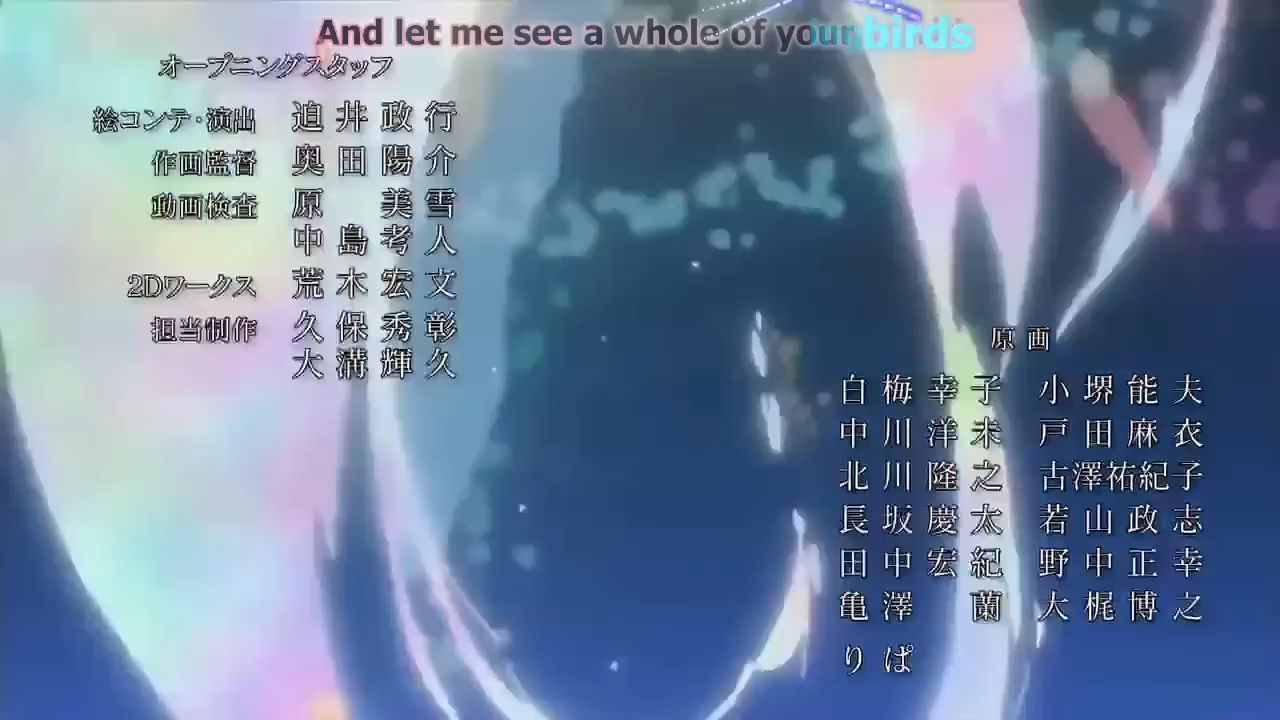 And let me see a whole of your birds
オープニングスタッフ
絵コンテ・演出 迫井政行
作画監督 奥田陽介
動画検査 原 美雪
中島考人
2Dワークス 荒木宏文
担当制作 久保秀彰
大溝輝久
原画
白梅幸子 小堺能夫
中川洋未 戸田麻衣
北川隆之 古澤祐紀子
長坂慶太 若山政志
田中宏紀 野中正幸
亀澤 蘭 大梶博之
りぱ